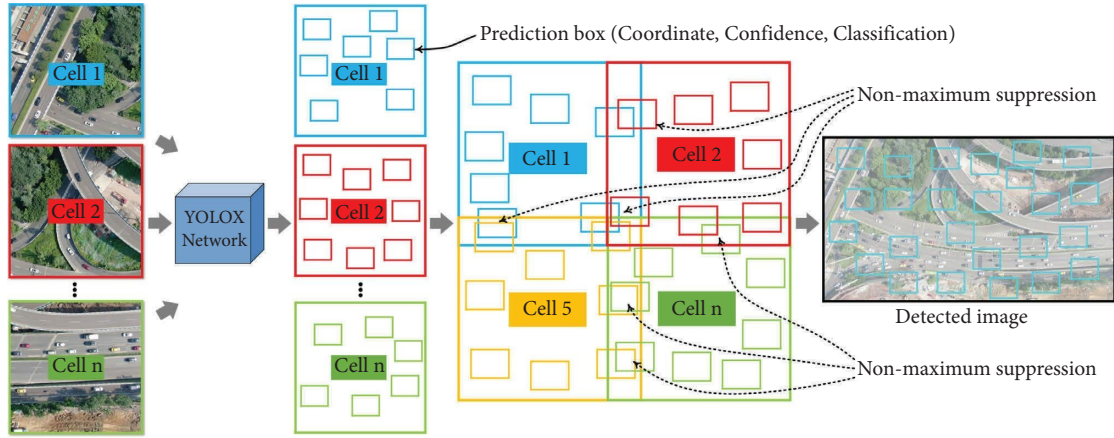 Cell 1
Cell 2
Cell n
YOLOX
Network
Prediction box (Coordinate, Confidence, Classification)
Cell 1
Cell 2
Cell n
Cell 1
Cell 2
Cell 5
Cell n
Non-maximum suppression
Detected image
Non-maximum suppression